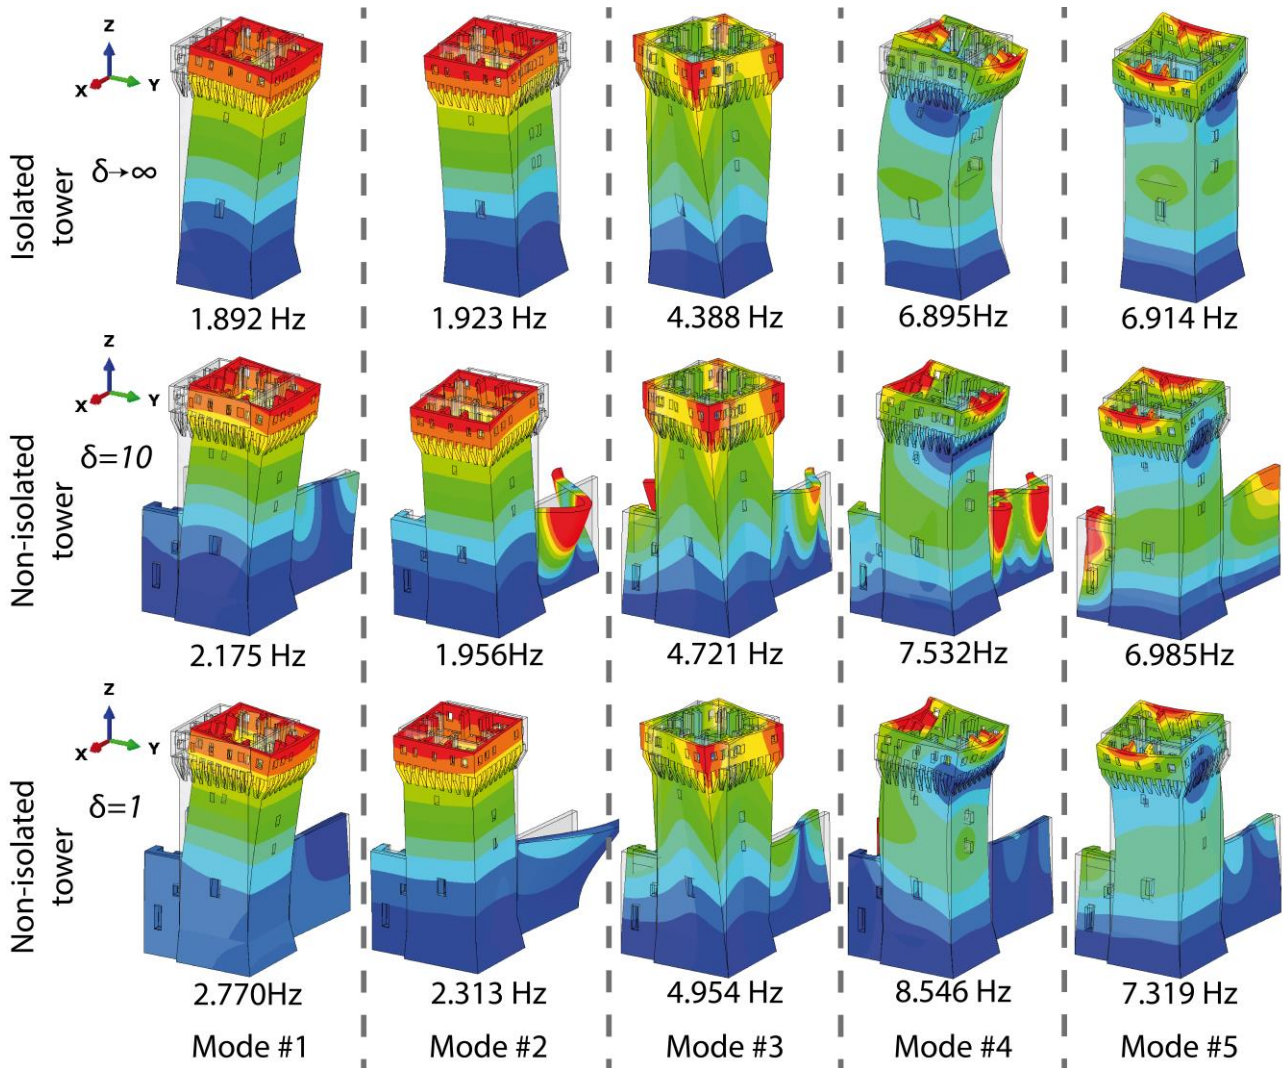 Z
X
Y
Isolated
tower
δ→∞
1.892 Hz
1.923 Hz
4.388 Hz
6.895Hz
6.914 Hz
Z
X
Y
Non-isolated
tower
δ=10
2.175 Hz
1.956Hz
4.721 Hz
7.532Hz
6.985Hz
Z
X
Y
Non-isolated
tower
δ=1
2.770Hz
2.313 Hz
4.954 Hz
8.546 Hz
7.319 Hz
Mode #1
Mode #2
Mode #3
Mode #4
Mode #5